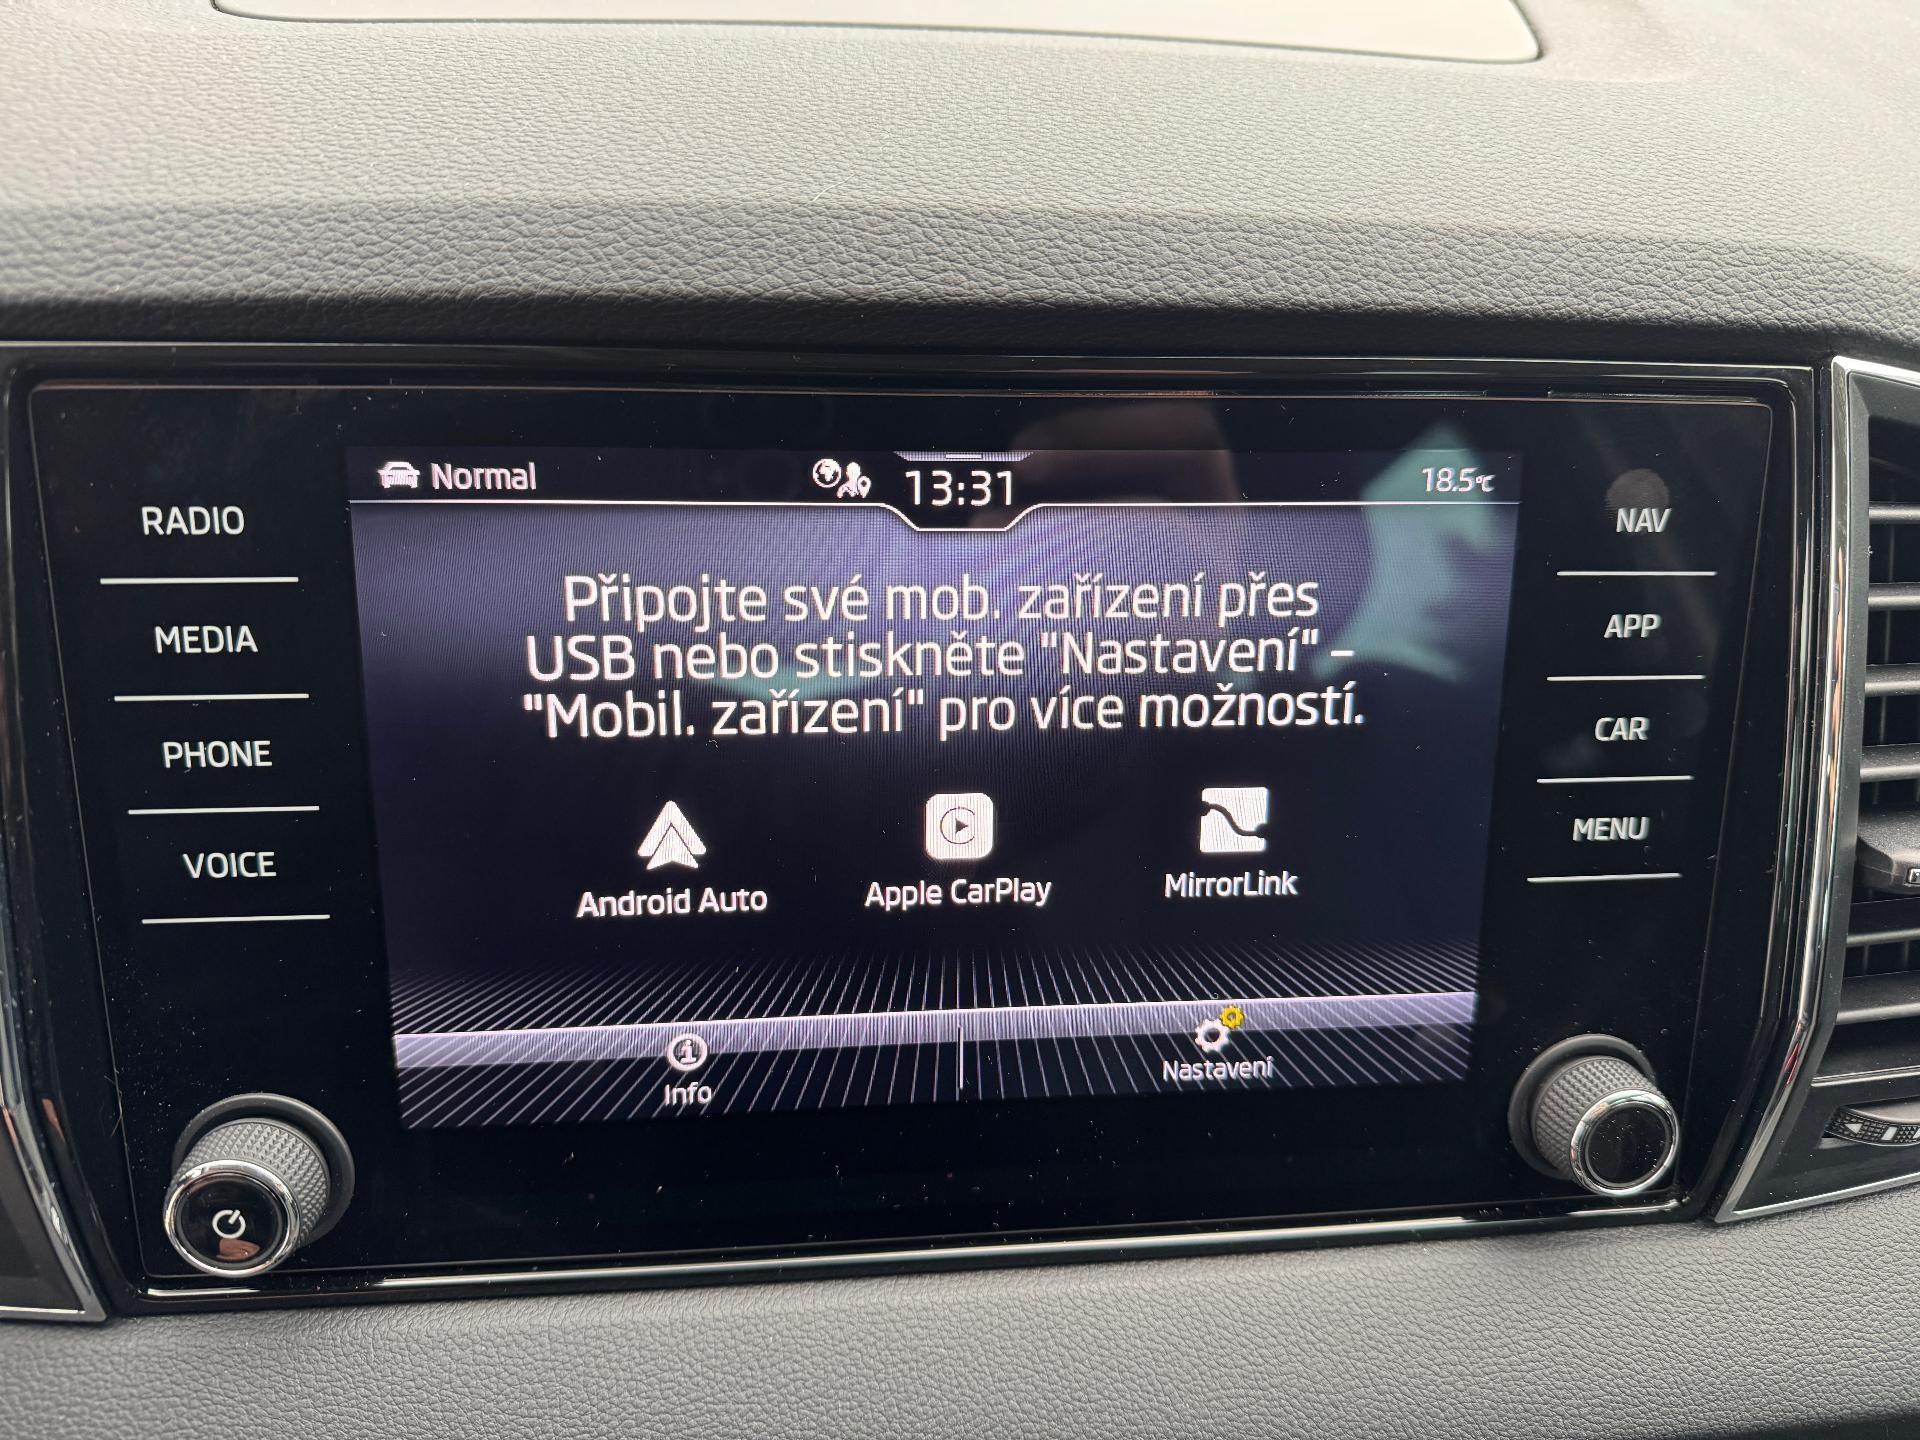 Normal
13:31
18.5°C
RADIO
MEDIA
PHONE
VOICE
Připojte své mob. zařízení přes
USB nebo stiskněte "Nastavení" -
"Mobil. zařízení" pro více možností.
Android Auto
Apple CarPlay
MirrorLink
Info
Nastavení
NAV
APP
CAR
MENU